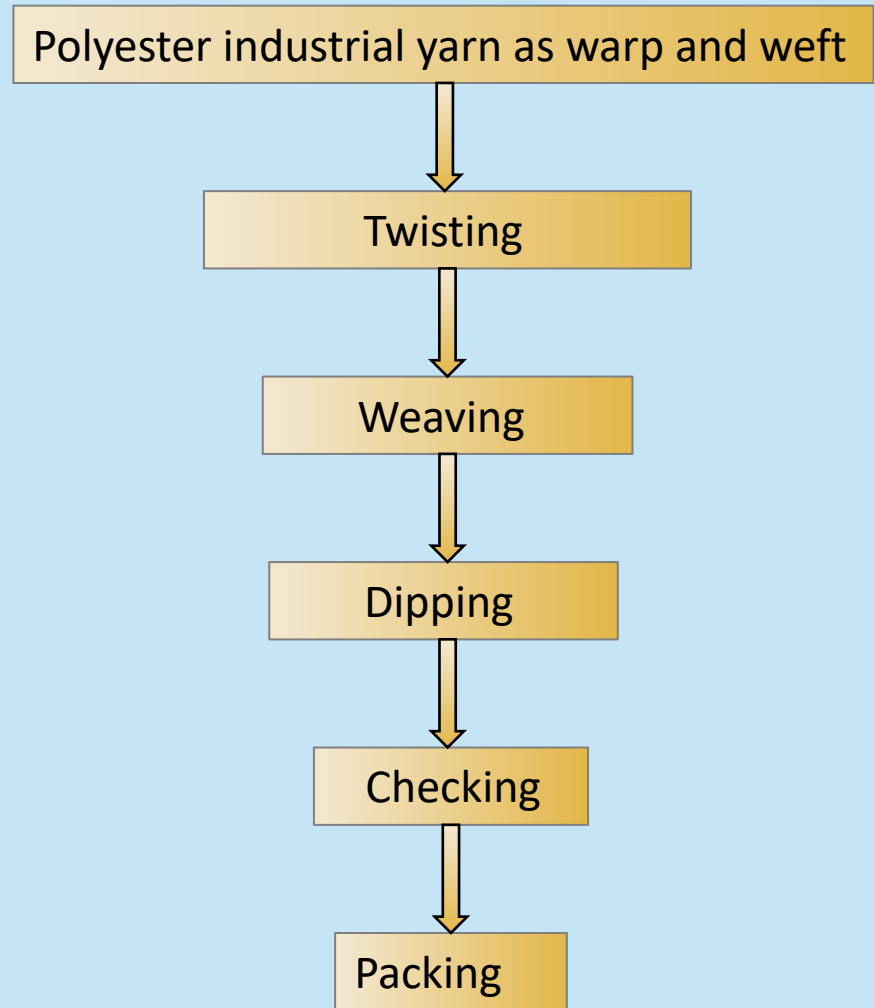 Polyester industrial yarn as warp and weft
Twisting
Weaving
Dipping
Checking
Packing